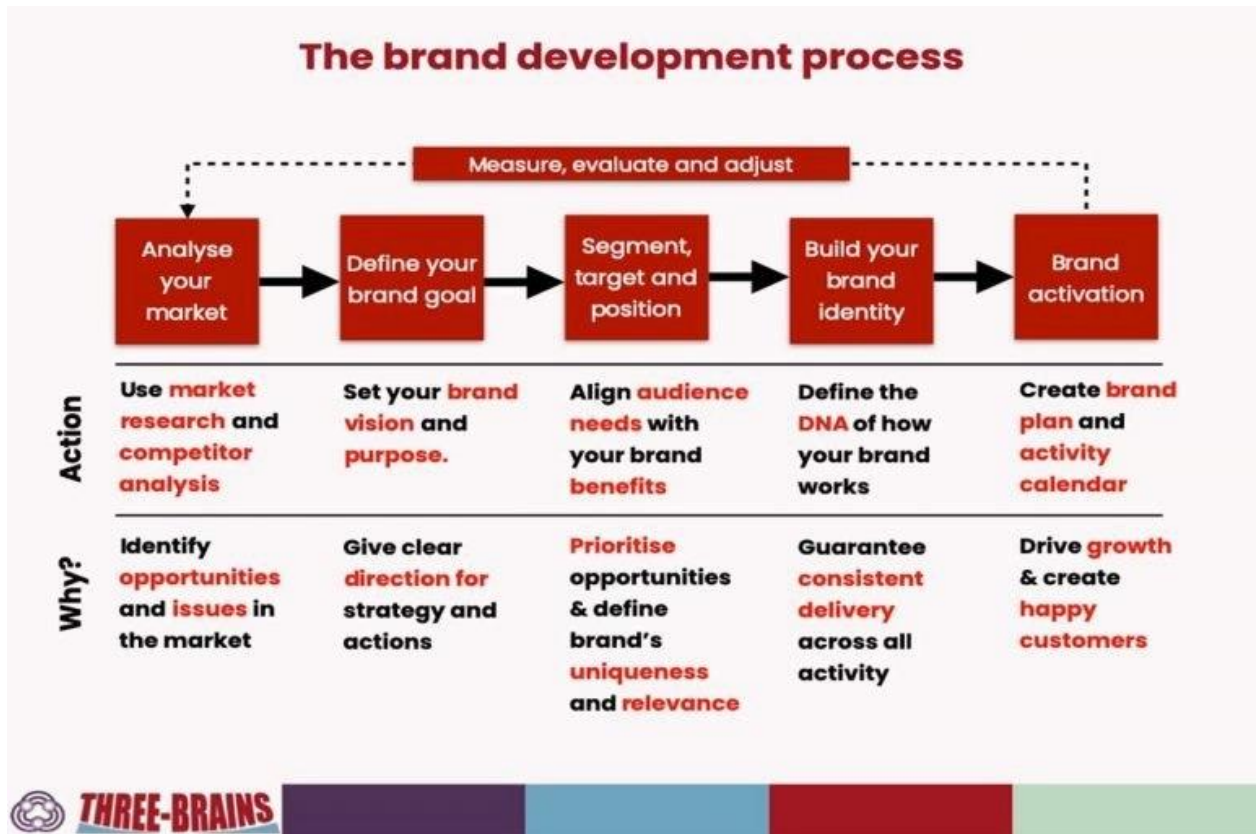 The brand development process
Measure, evaluate and adjust
Analyse
your
market
Define your
brand goal
Segment,
target and
position
Build your
brand
identity
Brand
activation
Action
Use market
research and
competitor
analysis
Set your brand
vision and
purpose.
Align audience
needs with
your brand
benefits
Define the
DNA of how
your brand
works
Create brand
plan and
activity
calendar
Why?
Identify
opportunities
and issues in
the market
Give clear
direction for
strategy and
actions
Prioritise
opportunities
& define
brand’s
uniqueness
and relevance
Guarantee
consistent
delivery
across all
activity
Drive growth
& create
happy
customers
THREE-BRAINS